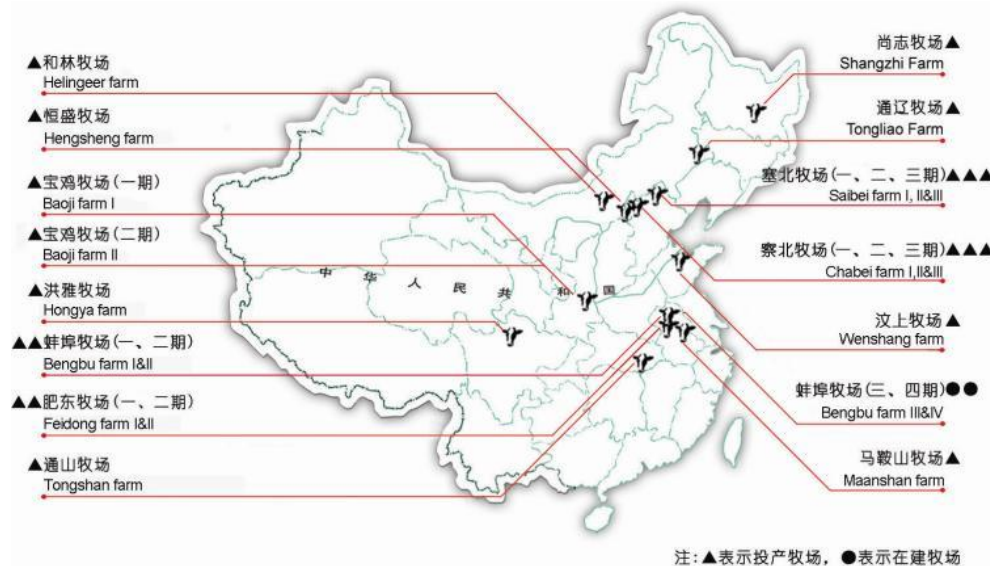 ▲和林牧场
Helingeer farm
▲恒盛牧场
Hengsheng farm
▲宝鸡牧场(一期)
Baoji farm I
▲宝鸡牧场(二期)
Baoji farm II
▲洪雅牧场
Hongya farm
▲▲蚌埠牧场(一、二期)
Bengbu farm I&II
▲▲肥东牧场(一、二期)
Feidong farm I&II
▲通山牧场
Tongshan farm
中华人民共和国
尚志牧场▲
Shangzhi Farm
通辽牧场▲
Tongliao Farm
塞北牧场(一、二、三期)▲▲▲
Saibei farm I, II&III
察北牧场(一、二、三期)▲▲▲
Chabei farm I,II&III
汶上牧场▲
Wenshang farm
蚌埠牧场(三、四期)●●
Bengbu farm III&IV
马鞍山牧场▲
Maanshan farm
注:▲表示投产牧场，●表示在建牧场